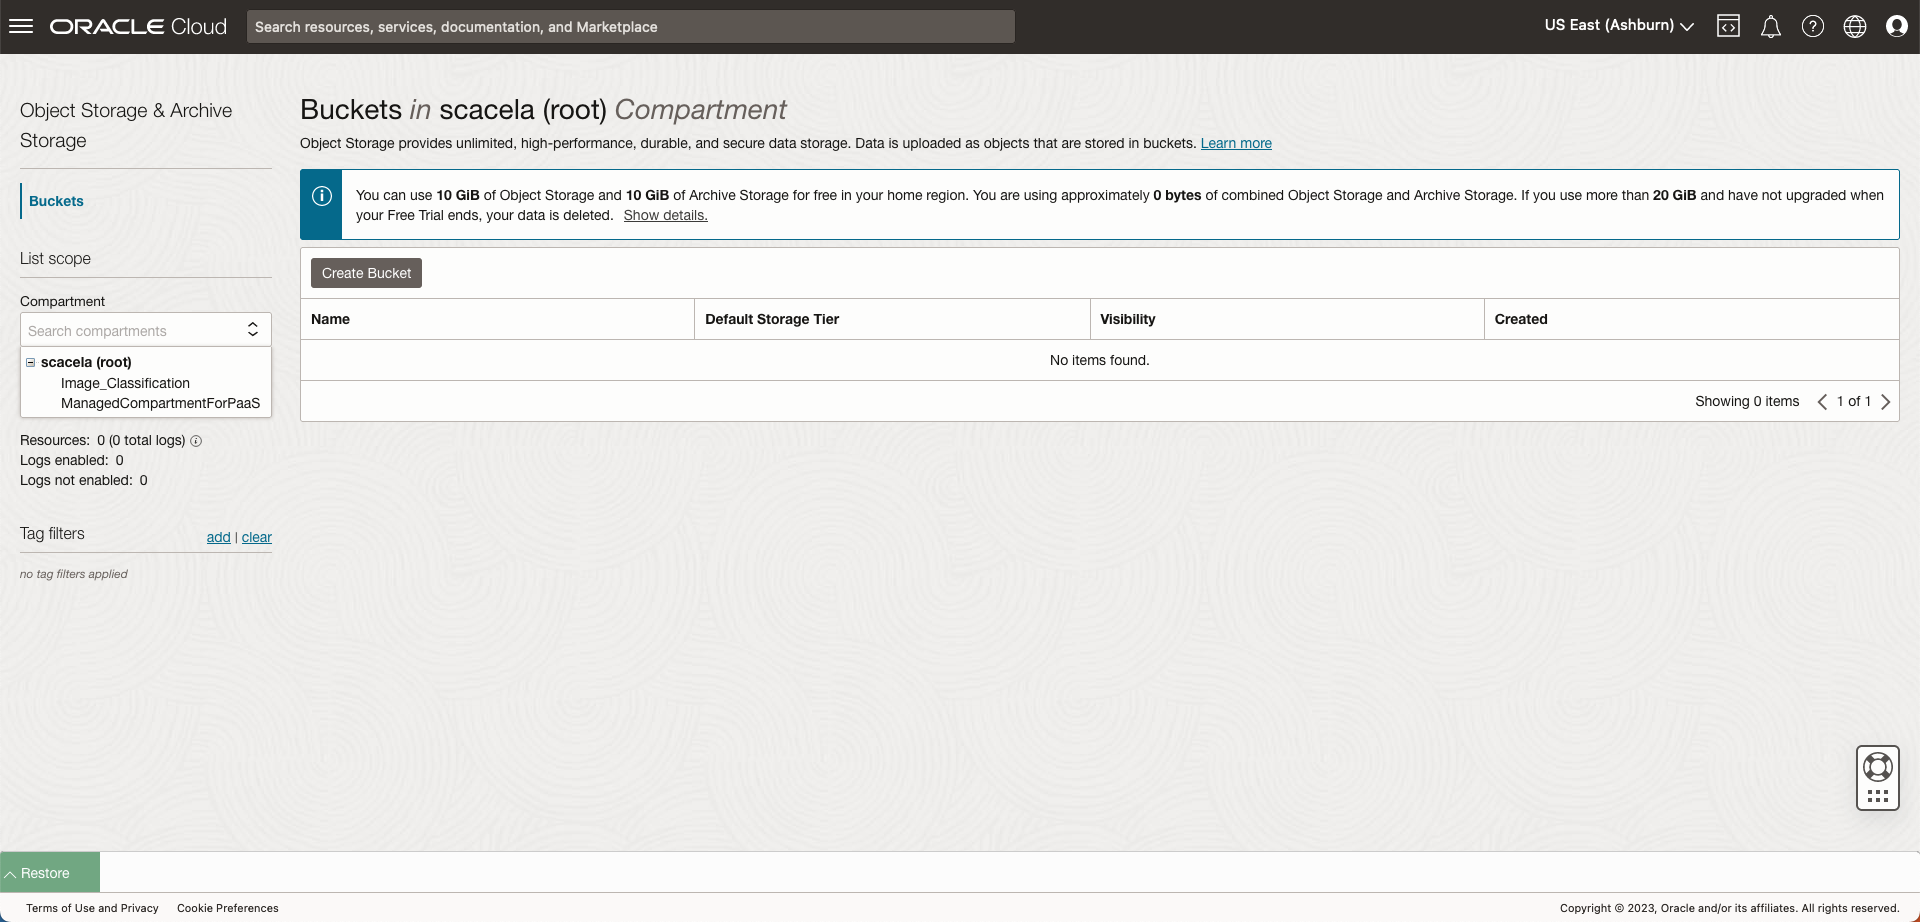 ORACLE Cloud
Search resources, services, documentation, and Marketplace
US East (Ashburn)
Object Storage & Archive
Storage
Buckets
List scope
Compartment
Search compartments
scacela (root)
Image_Classification
ManagedCompartmentForPaaS
Resources: 0 (0 total logs)
Logs enabled: 0
Logs not enabled: 0
Tag filters
add | clear
no tag filters applied
Buckets in scacela (root) Compartment
Object Storage provides unlimited, high-performance, durable, and secure data storage. Data is uploaded as objects that are stored in buckets. Learn more
You can use 10 GiB of Object Storage and 10 GiB of Archive Storage for free in your home region. You are using approximately 0 bytes of combined Object Storage and Archive Storage. If you use more than 20 GiB and have not upgraded when
your Free Trial ends, your data is deleted. Show details.
Create Bucket
Name Default Storage Tier Visibility Created
No items found.
Showing 0 items 1 of 1
Restore
Terms of Use and Privacy Cookie Preferences
Copyright © 2023, Oracle and/or its affiliates. All rights reserved.